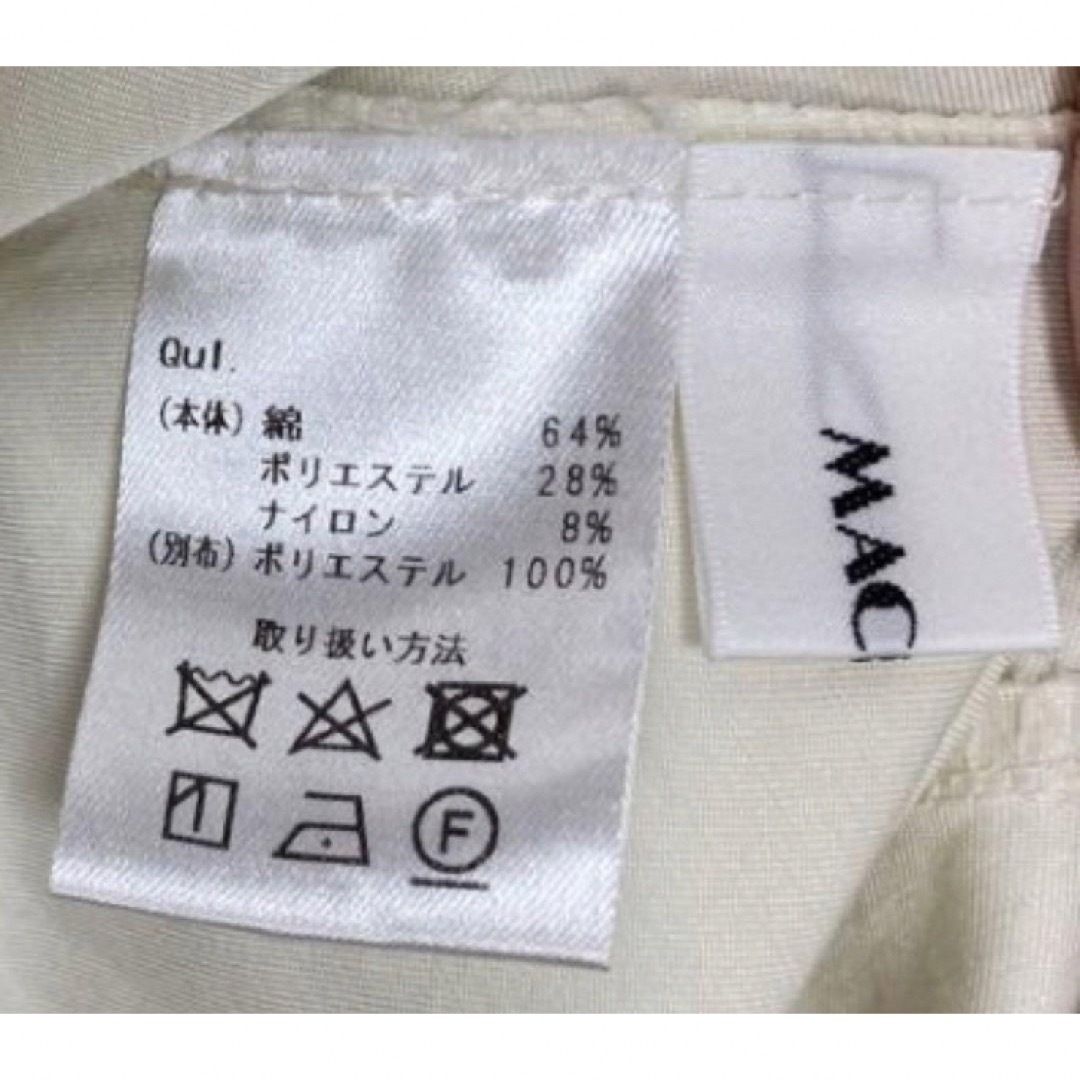 Qul.
(本体) 綿 64%
ポリエステル 28%
ナイロン 8%
(別布) ポリエステル 100%
取り扱い方法
F
MAC